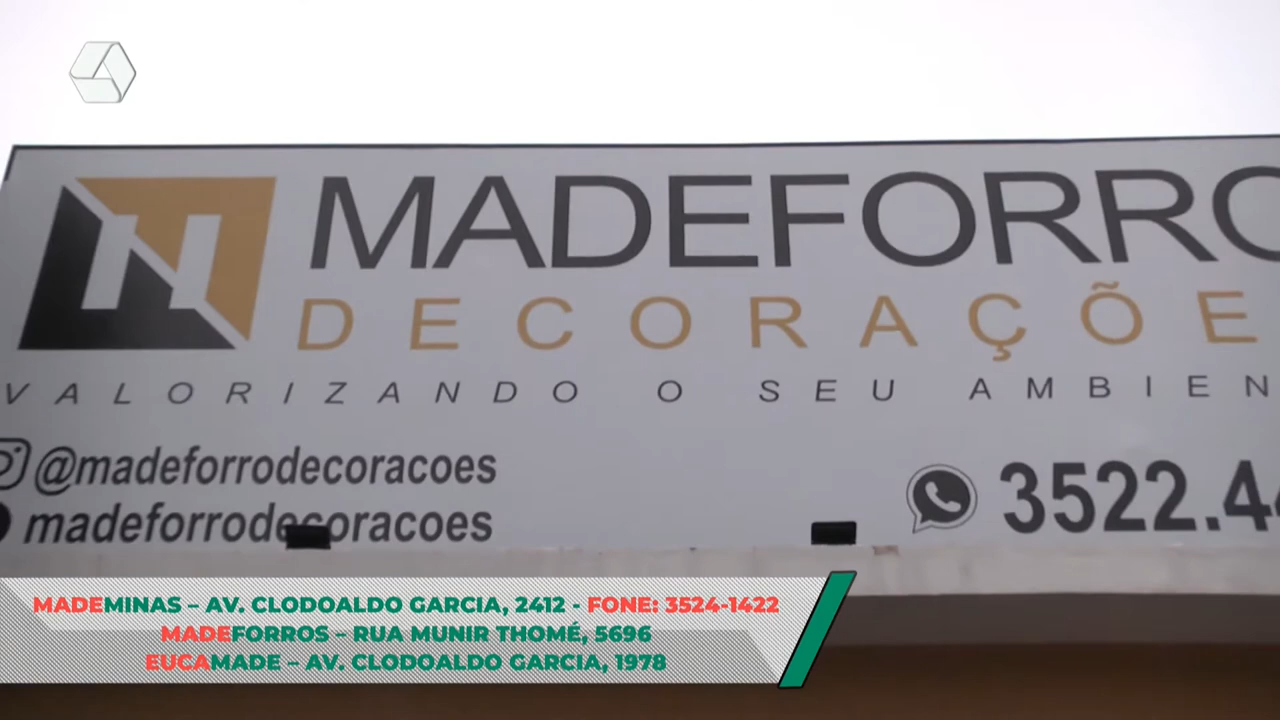 MADEFORRO
DECORAÇÕE
VALORIZANDO O SEU AMBIEN
@madeforrodecoracoes
madeforrodecoracoes
3522.4
MADEMINAS – AV. CLODOALDO GARCIA, 2412 - FONE: 3524-1422
MADEFORROS – RUA MUNIR THOMÉ, 5696
EUCAMADE – AV. CLODOALDO GARCIA, 1978